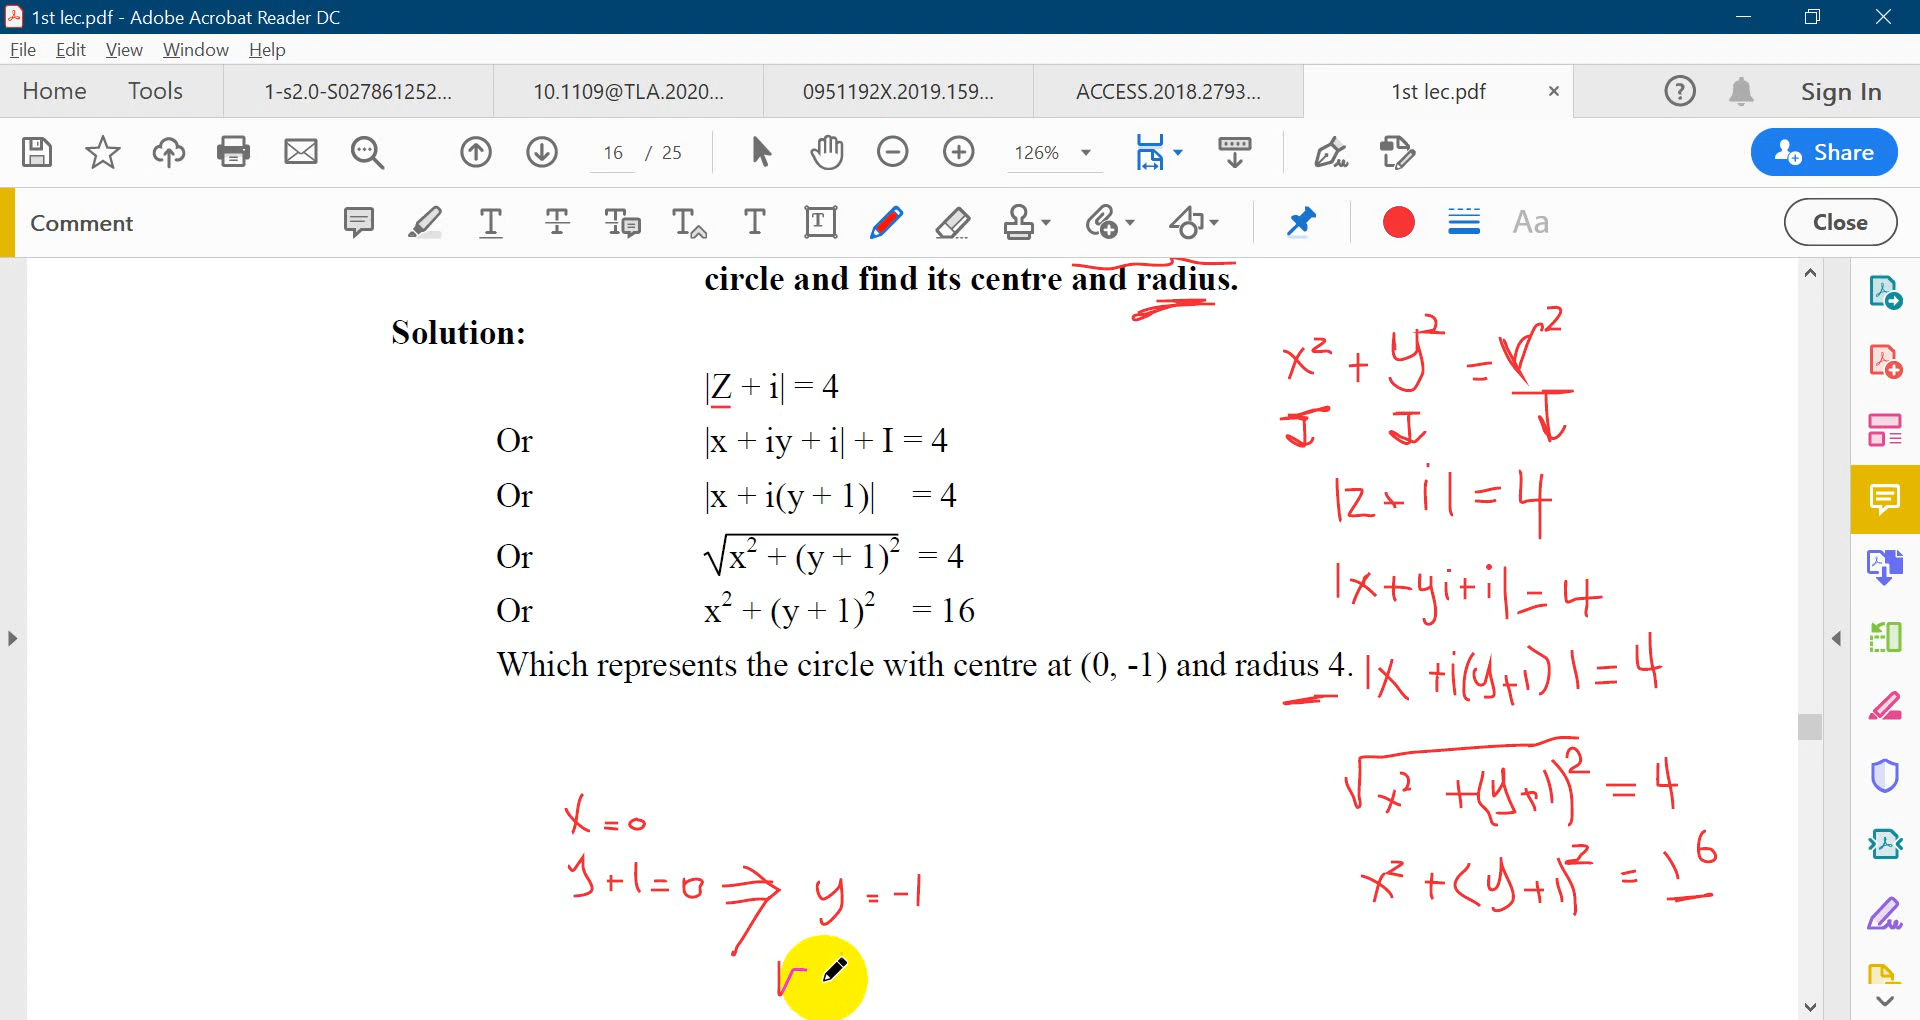 1st lec.pdf - Adobe Acrobat Reader DC
File Edit View Window Help
Home Tools 1-s2.0-S027861252... 10.1109@TLA.2020... 0951192X.2019.159... ACCESS.2018.2793... 1st lec.pdf × ? Sign In
16 / 25 126% Share
Comment T T T T T T Aa Close
circle and find its centre and radius.
Solution:
|Z + i| = 4
Or |x + iy + i| + I = 4
Or |x + i(y + 1)| = 4
Or √x² + (y + 1)² = 4
Or x² + (y + 1)² = 16
Which represents the circle with centre at (0, -1) and radius 4.
x² + y² = r²
|z + i| = 4
|x + yi + i| = 4
|x + i(y+1)| = 4
√x² + (y+1)² = 4
x² + (y+1)² = 16
x = 0
y + 1 = 0 ⇒ y = -1
r